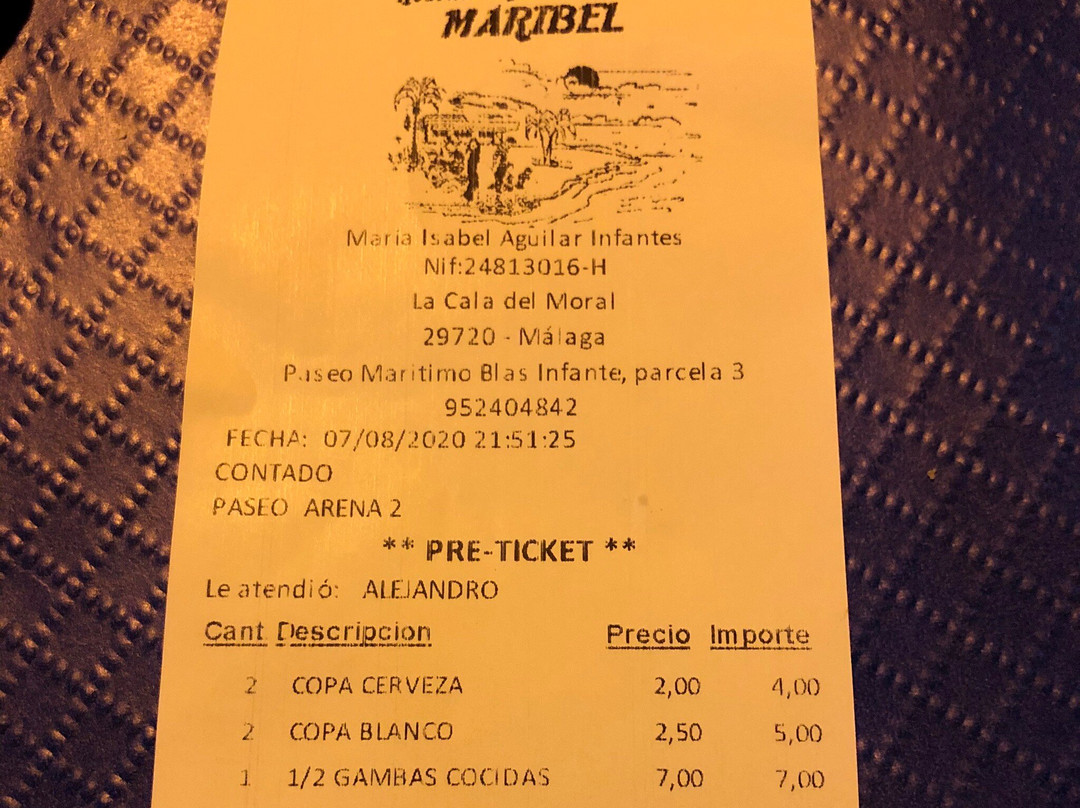 MARIBEL
Maria Isabel Aguilar Infantes
Nif:24813016-H
La Cala del Moral
29720 - Málaga
Paseo Maritimo Blas Infante, parcela 3
952404842
FECHA: 07/08/2020 21:51:25
CONTADO
PASEO ARENA 2
** PRE-TICKET **
Le atendió: ALEJANDRO
Cant Descripcion Precio Importe
2 COPA CERVEZA 2,00 4,00
2 COPA BLANCO 2,50 5,00
1 1/2 GAMBAS COCIDAS 7,00 7,00